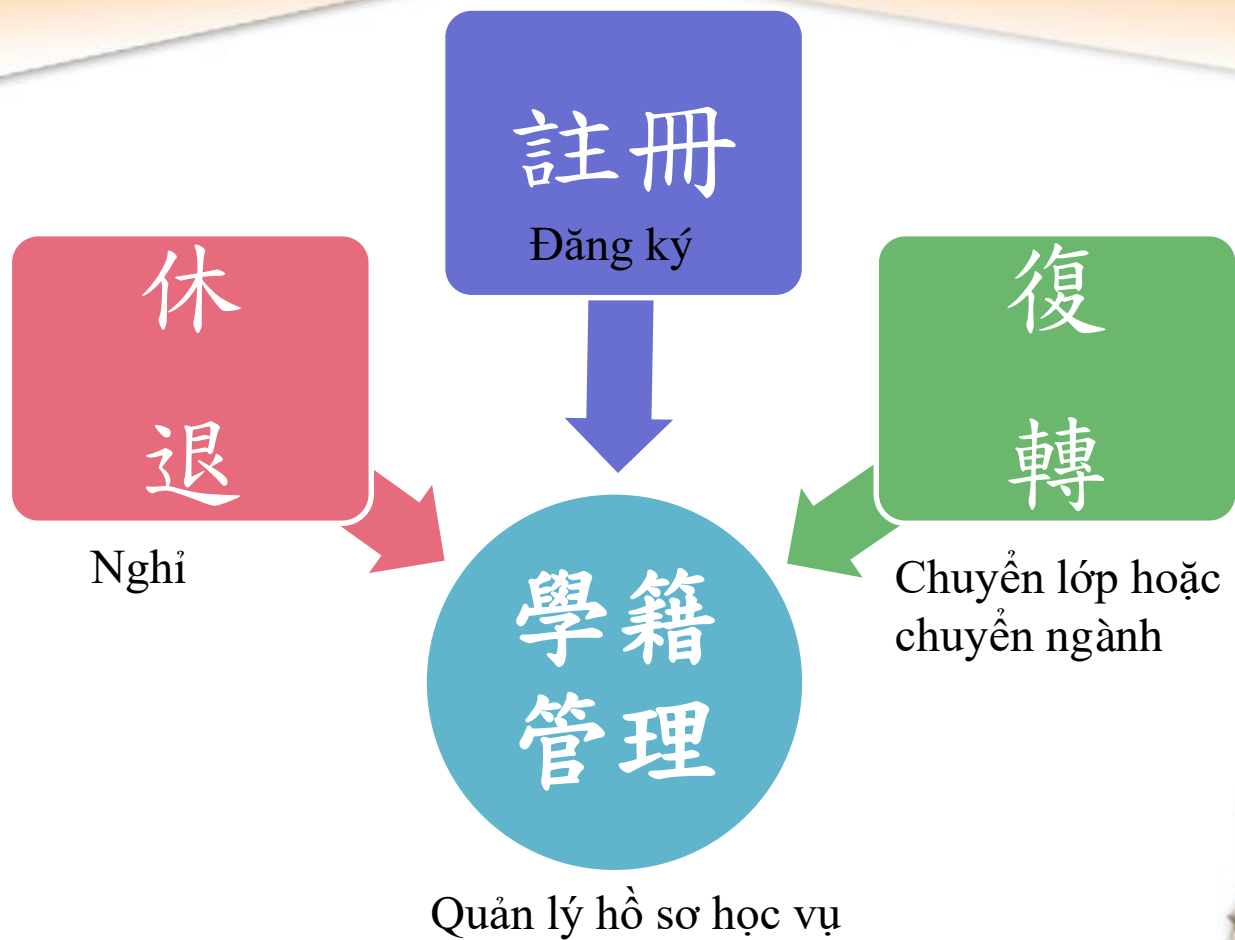 註冊
Đăng ký
休
退
Nghỉ
復
轉
Chuyển lớp hoặc
chuyển ngành
學籍
管理
Quản lý hồ sơ học vụ